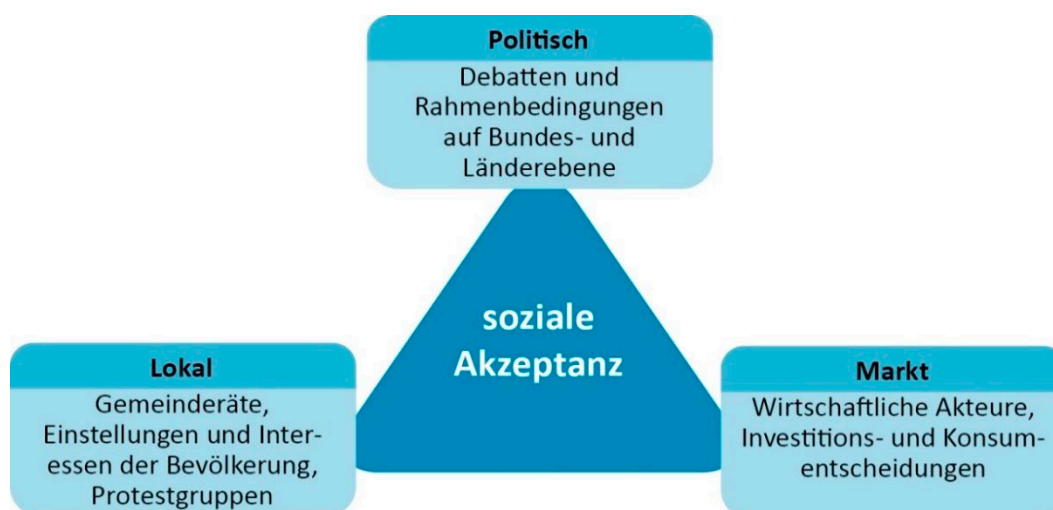 Politisch
Debatten und
Rahmenbedingungen
auf Bundes- und
Länderebene
soziale
Akzeptanz
Lokal
Gemeinderäte,
Einstellungen und Inter-
essen der Bevölkerung,
Protestgruppen
Markt
Wirtschaftliche Akteure,
Investitions- und Konsum-
entscheidungen